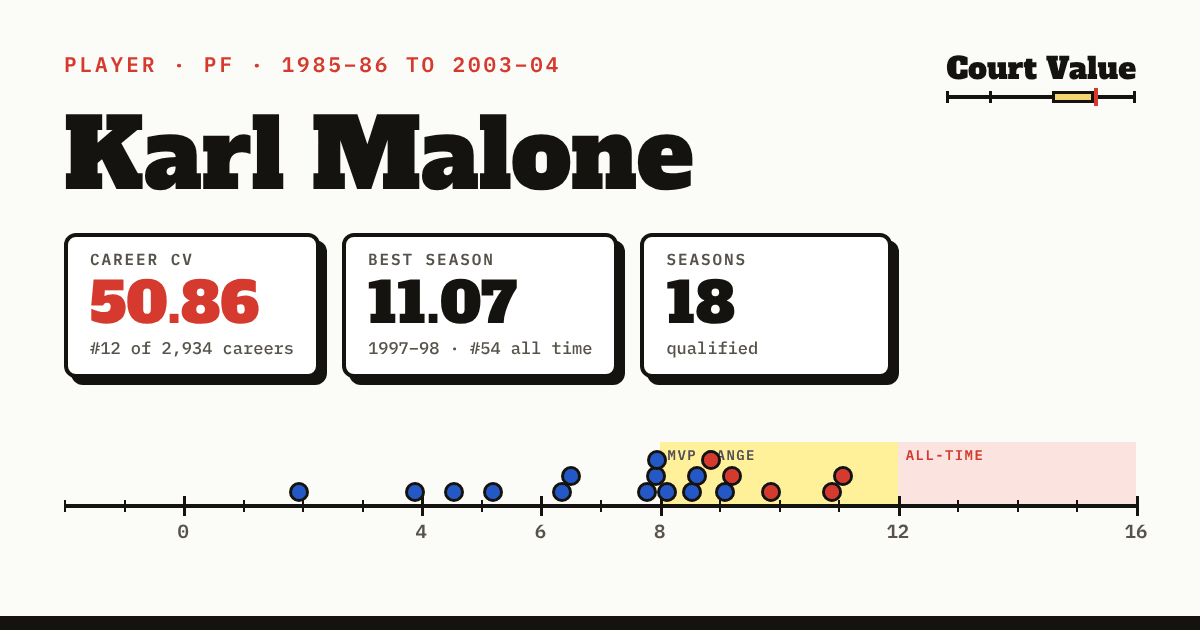 PLAYER · PF · 1985–86 TO 2003–04
Court Value
Karl Malone
CAREER CV
50.86
#12 of 2,934 careers
BEST SEASON
11.07
1997–98 · #54 all time
SEASONS
18
qualified
MVP ANGE
ALL-TIME
0 4 6 8 12 16